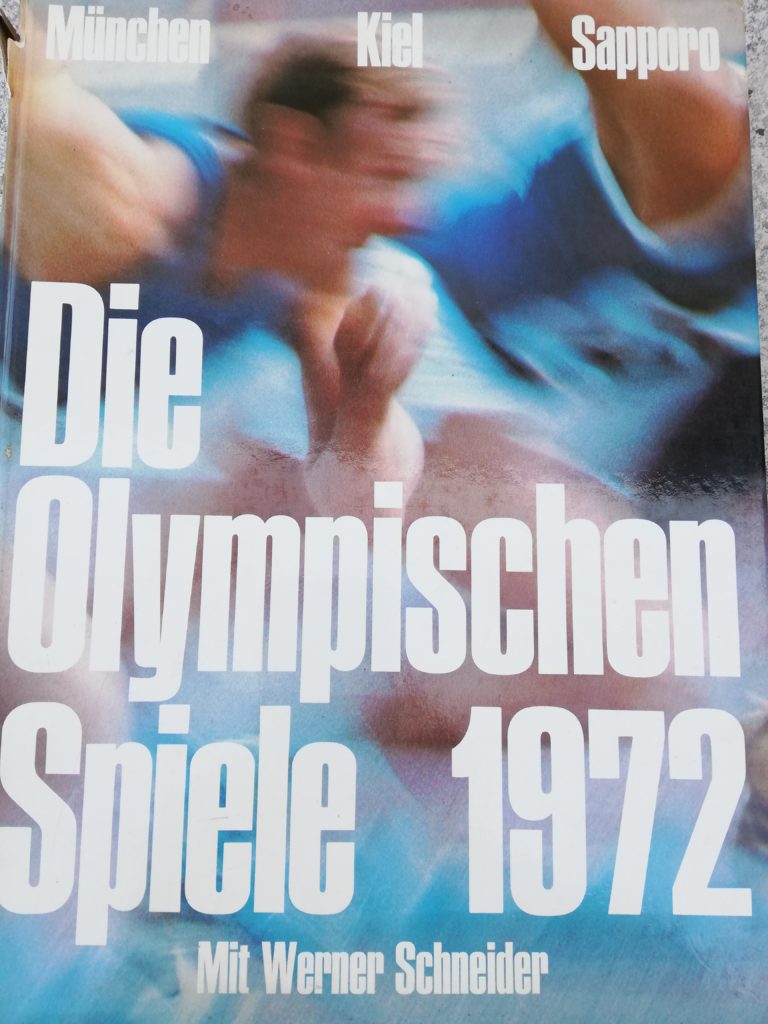 München Kiel Sapporo
Die
Olympischen
Spiele 1972
Mit Werner Schneider